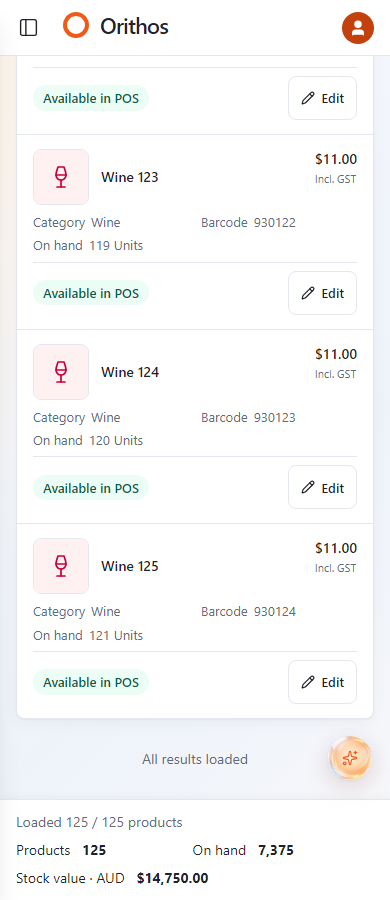 Orithos
Available in POS
Edit
Wine 123
$11.00
Incl. GST
Category Wine
Barcode 930122
On hand 119 Units
Available in POS
Edit
Wine 124
$11.00
Incl. GST
Category Wine
Barcode 930123
On hand 120 Units
Available in POS
Edit
Wine 125
$11.00
Incl. GST
Category Wine
Barcode 930124
On hand 121 Units
Available in POS
Edit
All results loaded
Loaded 125 / 125 products
Products 125
On hand 7,375
Stock value · AUD $14,750.00